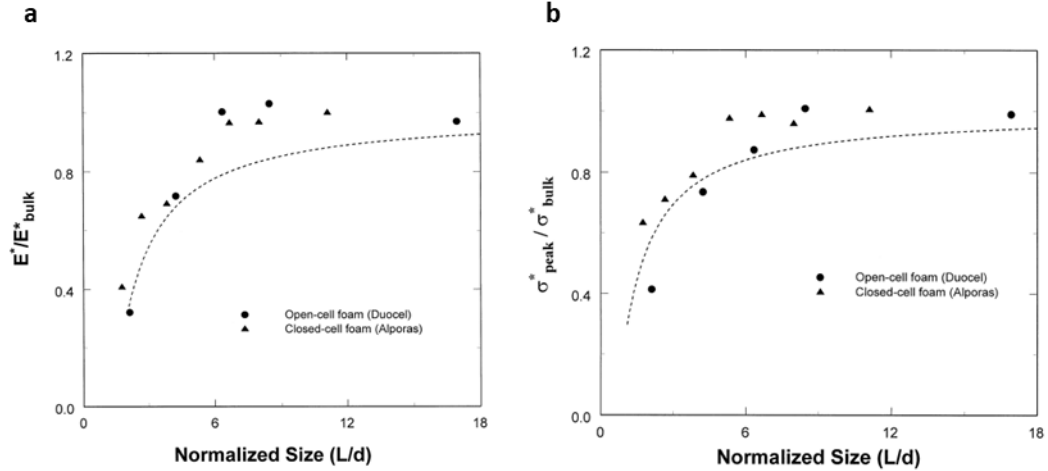 a
1.2
0.8
0.4
0.0
E*/E*bulk
0
6
12
18
Normalized Size (L/d)
Open-cell foam (Duocel)
Closed-cell foam (Alporas)
b
1.2
0.8
0.4
0.0
σ*peak / σ*bulk
0
6
12
18
Normalized Size (L/d)
Open-cell foam (Duocel)
Closed-cell foam (Alporas)